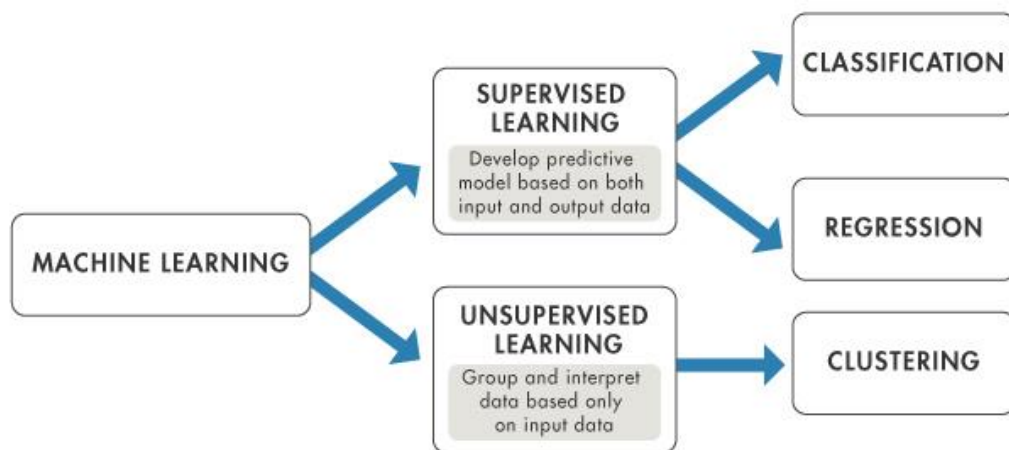 MACHINE LEARNING
SUPERVISED
LEARNING
Develop predictive
model based on both
input and output data
UNSUPERVISED
LEARNING
Group and interpret
data based only
on input data
CLASSIFICATION
REGRESSION
CLUSTERING